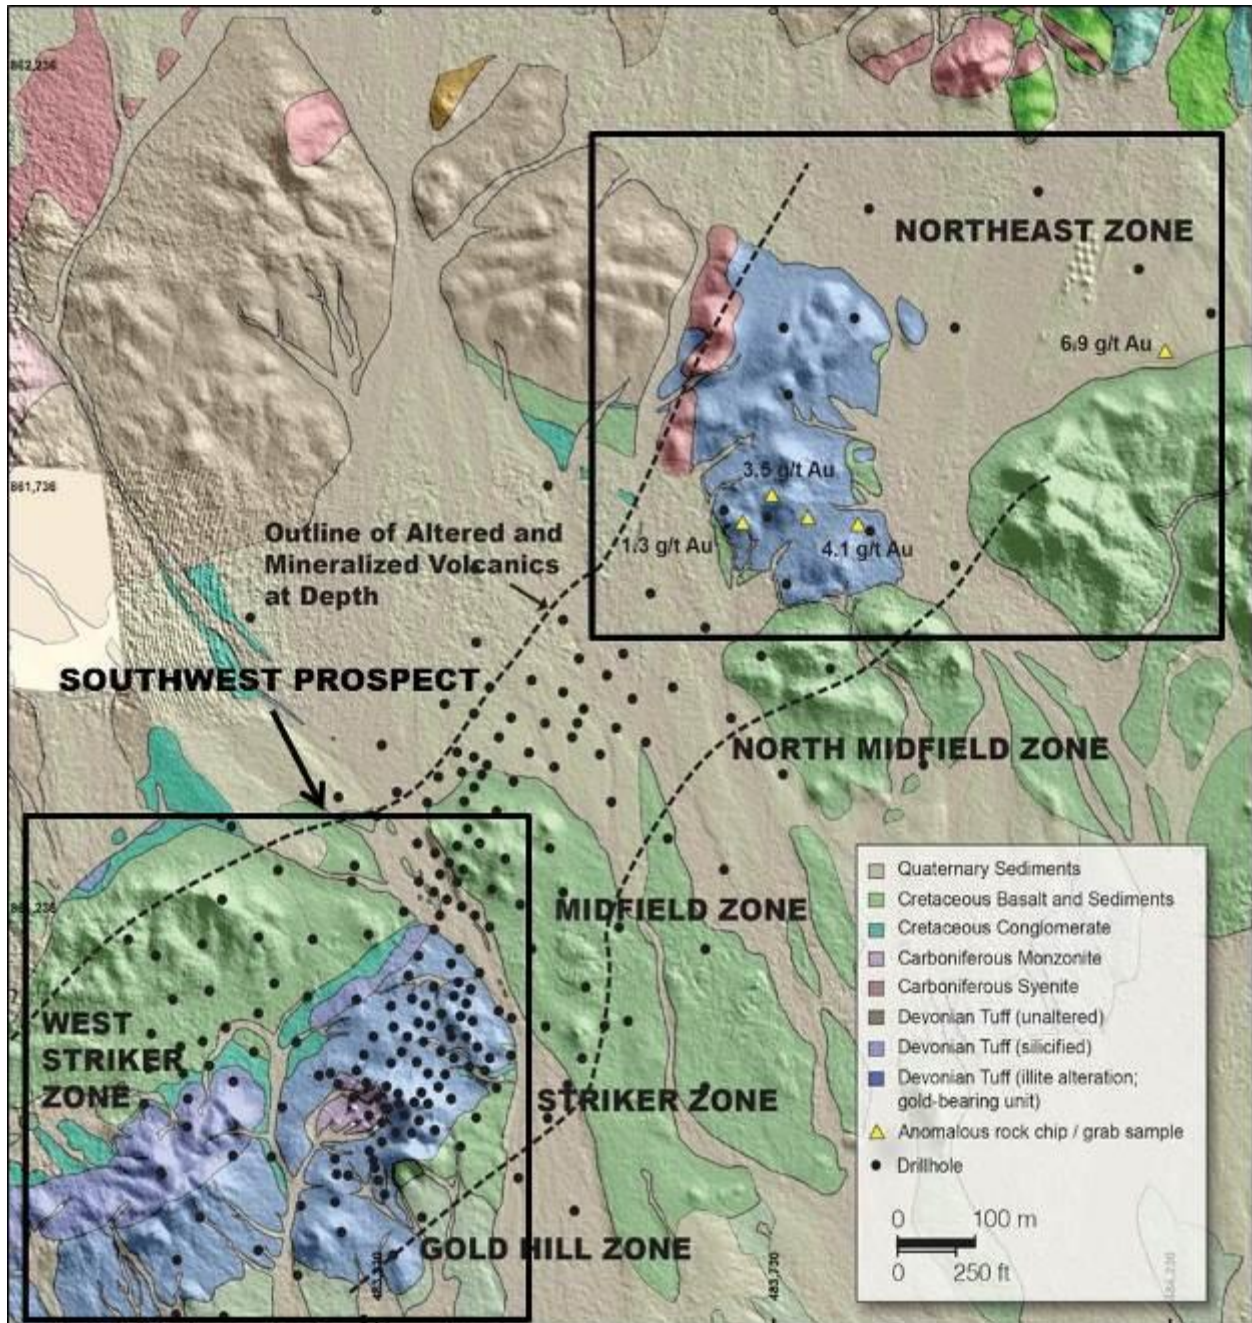 862,236
NORTHEAST ZONE
6.9 g/t Au
3.5 g/t Au
861,736
Outline of Altered and
Mineralized Volcanics
at Depth
1.3 g/t Au
4.1 g/t Au
SOUTHWEST PROSPECT
NORTH MIDFIELD ZONE
MIDFIELD ZONE
WEST
STRIKER
ZONE
STRIKER ZONE
GOLD HILL ZONE
483,730
Quaternary Sediments
Cretaceous Basalt and Sediments
Cretaceous Conglomerate
Carboniferous Monzonite
Carboniferous Syenite
Devonian Tuff (unaltered)
Devonian Tuff (silicified)
Devonian Tuff (illite alteration;
gold-bearing unit)
Anomalous rock chip / grab sample
Drillhole
0 100 m
0 250 ft